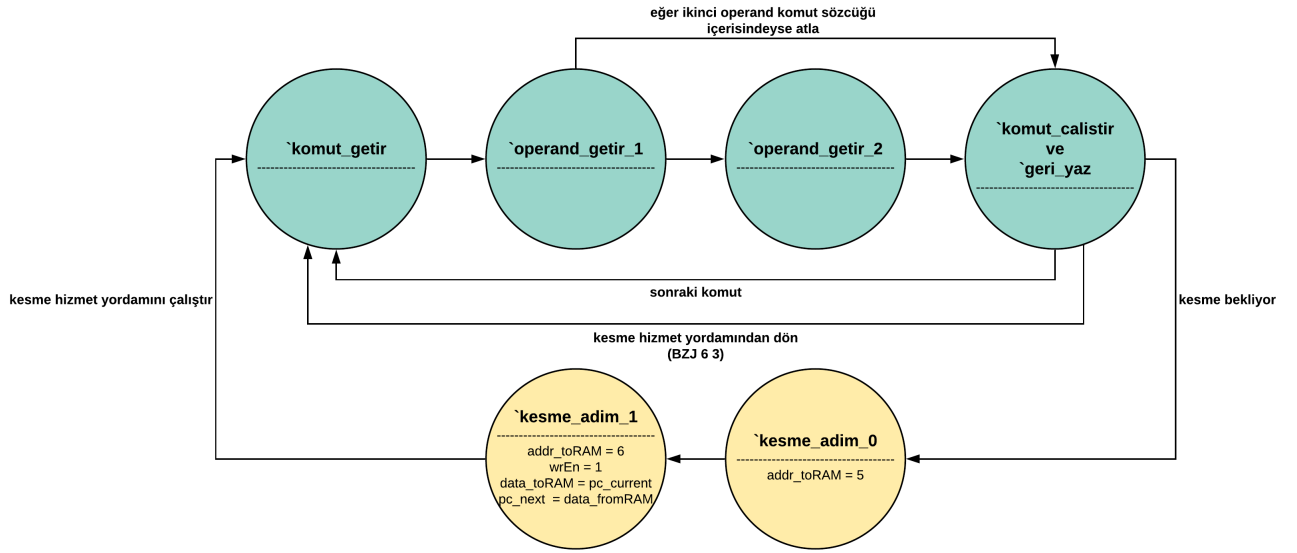 eğer ikinci operand komut sözcüğü
içerisindeyse atla
`komut_getir
`operand_getir_1
`operand_getir_2
`komut_calistir
ve
`geri_yaz
sonraki komut
kesme hizmet yordamını çalıştır
kesme bekliyor
kesme hizmet yordamından dön
(BZJ 6 3)
`kesme_adim_1
addr_toRAM = 6
wrEn = 1
data_toRAM = pc_current
pc_next = data_fromRAM
`kesme_adim_0
addr_toRAM = 5